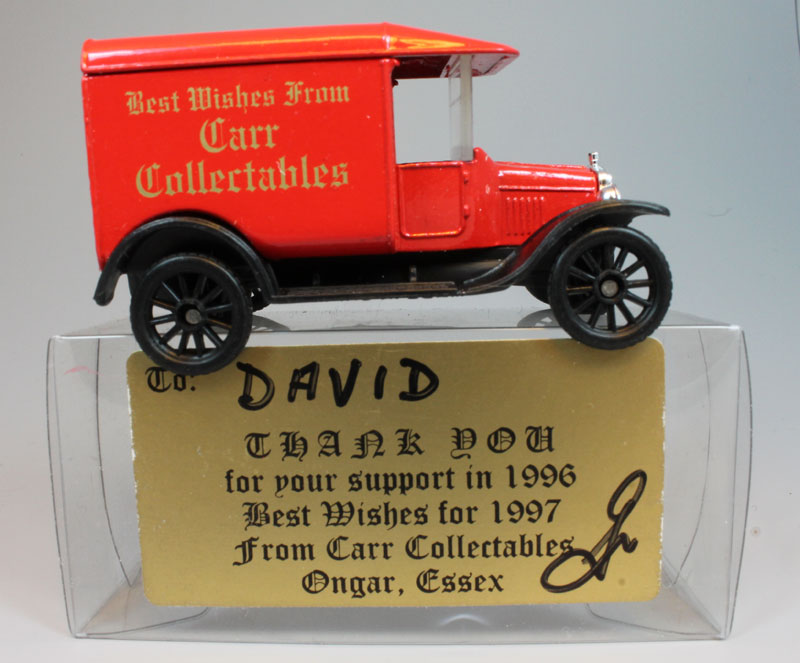 Best Wishes From
Carr
Collectables
To: DAVID
THANK YOU
for your support in 1996
Best Wishes for 1997
From Carr Collectables
Ongar, Essex